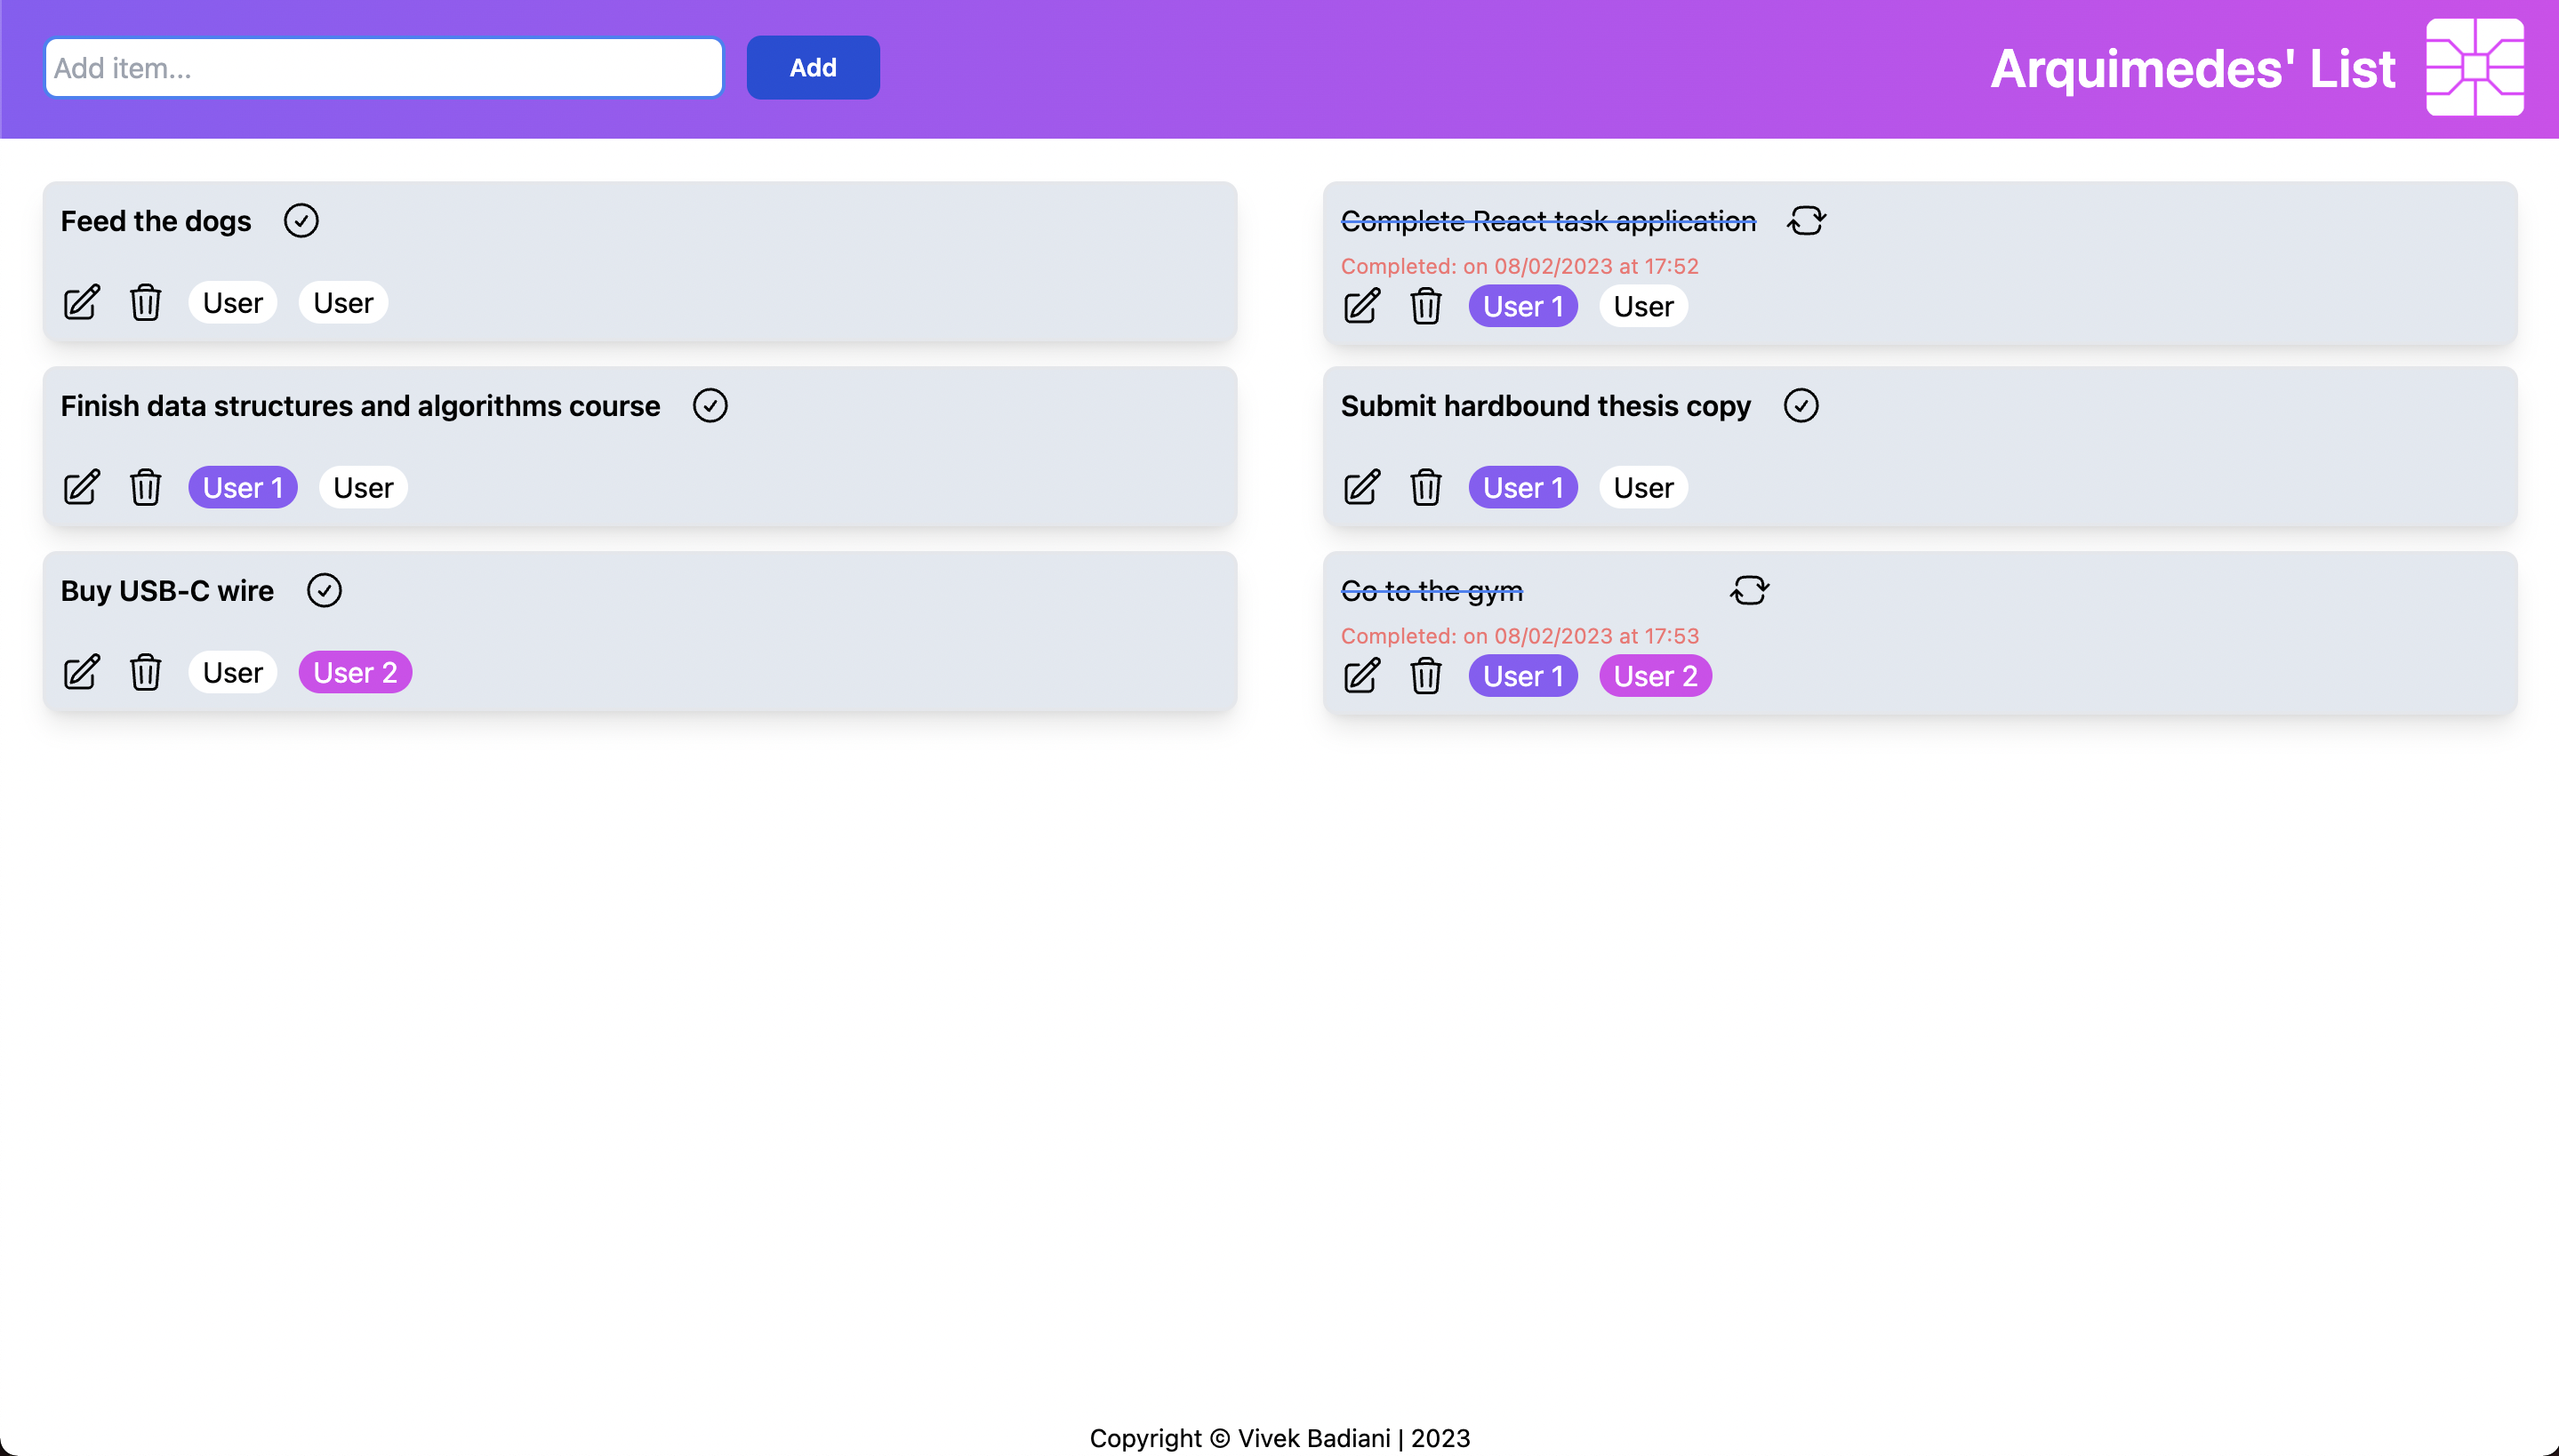 Add item...
Add
Arquimedes' List
Feed the dogs
User User
Complete React task application
Completed: on 08/02/2023 at 17:52
User 1 User
Finish data structures and algorithms course
User 1 User
Submit hardbound thesis copy
User 1 User
Buy USB-C wire
User User 2
Go to the gym
Completed: on 08/02/2023 at 17:53
User 1 User 2
Copyright © Vivek Badiani | 2023